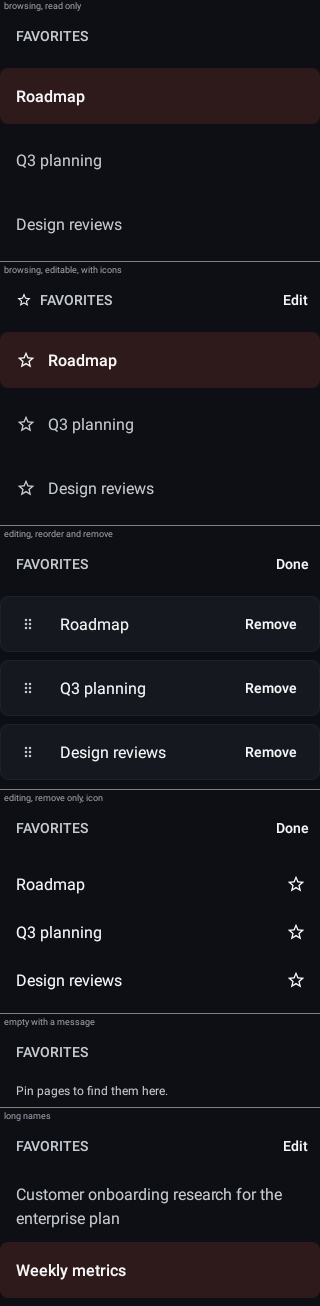 browsing, read only
FAVORITES
Roadmap
Q3 planning
Design reviews
browsing, editable, with icons
FAVORITES
Edit
Roadmap
Q3 planning
Design reviews
editing, reorder and remove
FAVORITES
Done
Roadmap
Remove
Q3 planning
Remove
Design reviews
Remove
editing, remove only, icon
FAVORITES
Done
Roadmap
Q3 planning
Design reviews
empty with a message
FAVORITES
Pin pages to find them here.
long names
FAVORITES
Edit
Customer onboarding research for the
enterprise plan
Weekly metrics